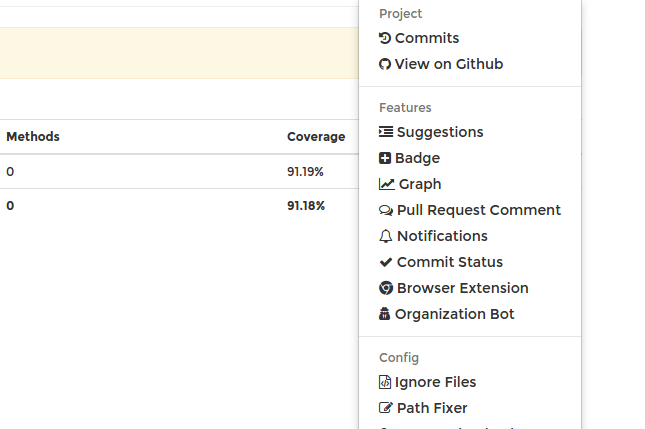 Project
Commits
View on Github
Features
Methods Coverage Suggestions
Badge
0 91.19% Graph
0 91.18% Pull Request Comment
Notifications
Commit Status
Browser Extension
Organization Bot
Config
Ignore Files
Path Fixer